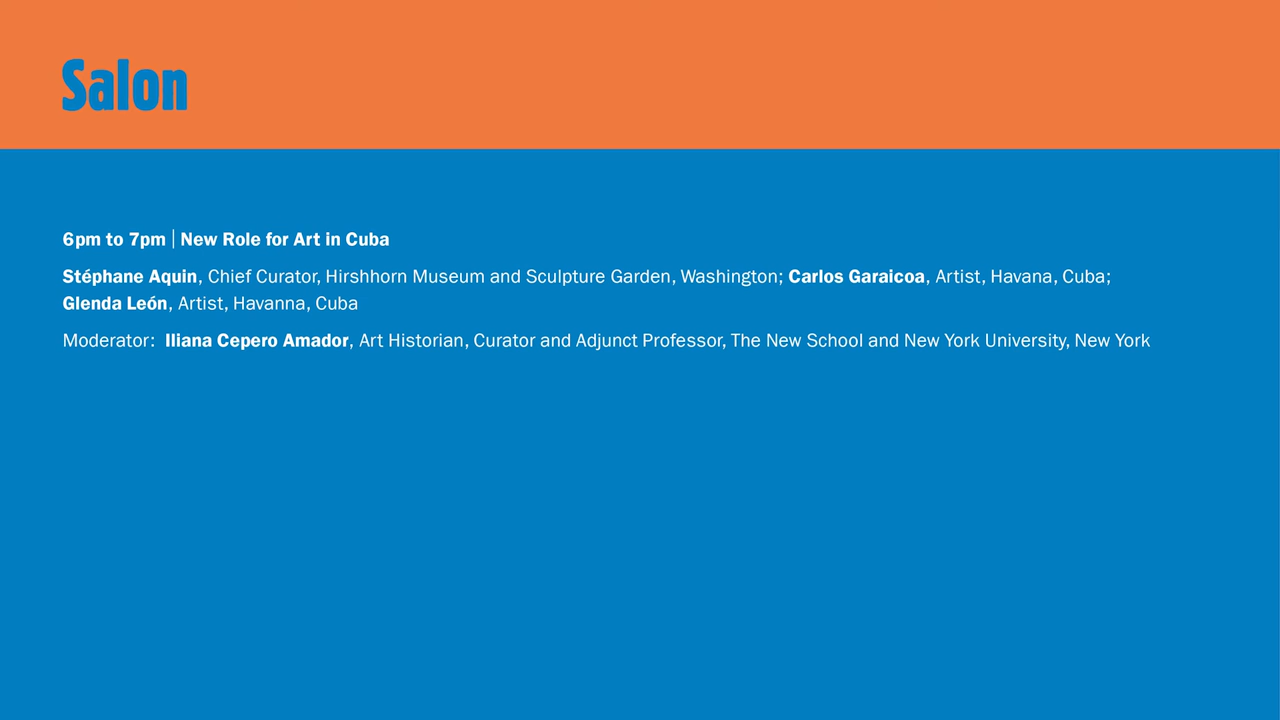 Salon
6pm to 7pm | New Role for Art in Cuba
Stéphane Aquin, Chief Curator, Hirshhorn Museum and Sculpture Garden, Washington; Carlos Garaicoa, Artist, Havana, Cuba;
Glenda León, Artist, Havanna, Cuba
Moderator:  Iliana Cepero Amador, Art Historian, Curator and Adjunct Professor, The New School and New York University, New York